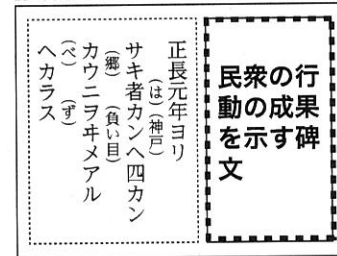 民衆の行
動の成果
を示す碑
文
正長元年ヨリ
(は)(神戸)
サキ者カンヘ四カン
(郷)(負い目)
カウニヲヰメアル
(べ)(ず)
ヘカラス